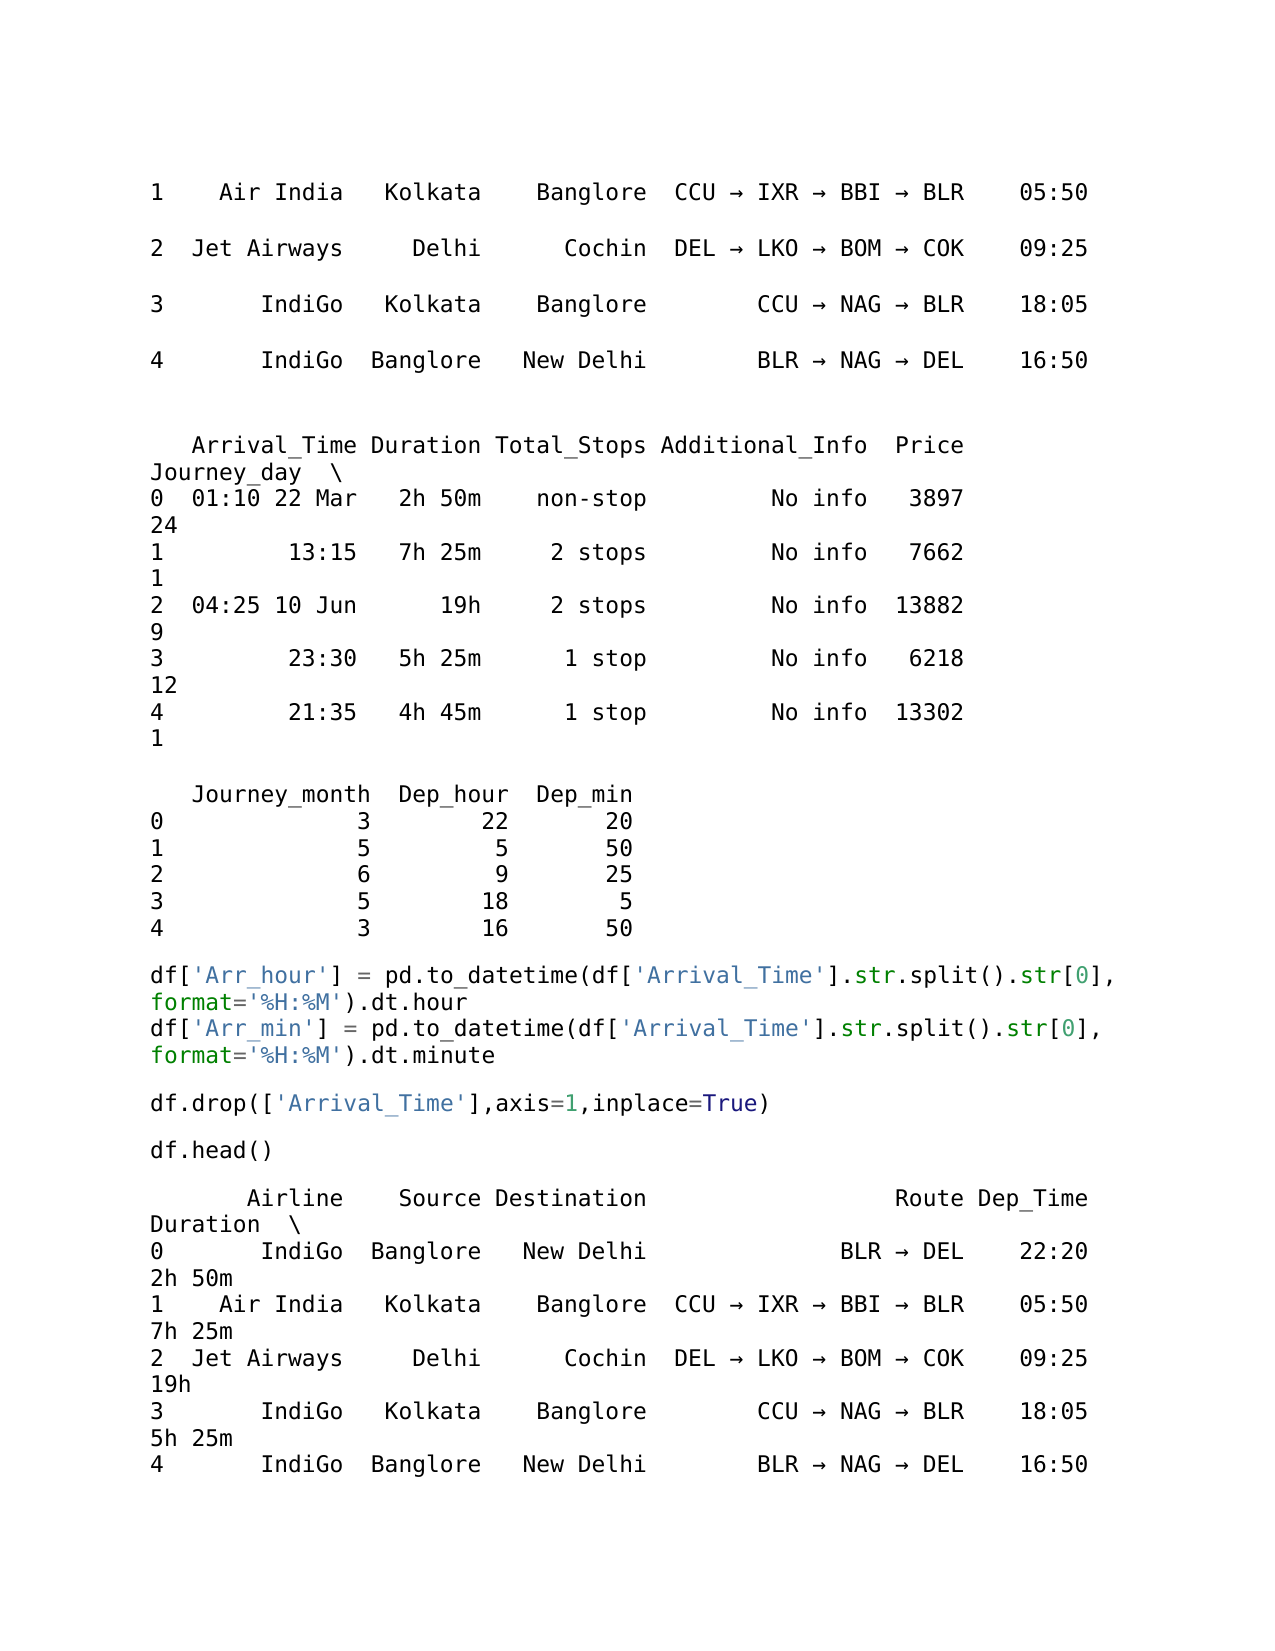 1    Air India   Kolkata    Banglore  CCU → IXR → BBI → BLR    05:50
2  Jet Airways     Delhi      Cochin  DEL → LKO → BOM → COK    09:25
3       IndiGo   Kolkata    Banglore        CCU → NAG → BLR    18:05
4       IndiGo  Banglore   New Delhi        BLR → NAG → DEL    16:50
   Arrival_Time Duration Total_Stops Additional_Info  Price
Journey_day  \
0  01:10 22 Mar   2h 50m    non-stop         No info   3897
24
1         13:15   7h 25m     2 stops         No info   7662
1
2  04:25 10 Jun      19h     2 stops         No info  13882
9
3         23:30   5h 25m      1 stop         No info   6218
12
4         21:35   4h 45m      1 stop         No info  13302
1
   Journey_month  Dep_hour  Dep_min
0              3        22       20
1              5         5       50
2              6         9       25
3              5        18        5
4              3        16       50
df['Arr_hour'] = pd.to_datetime(df['Arrival_Time'].str.split().str[0],
format='%H:%M').dt.hour
df['Arr_min'] = pd.to_datetime(df['Arrival_Time'].str.split().str[0],
format='%H:%M').dt.minute
df.drop(['Arrival_Time'],axis=1,inplace=True)
df.head()
       Airline    Source Destination                  Route Dep_Time
Duration  \
0       IndiGo  Banglore   New Delhi              BLR → DEL    22:20
2h 50m
1    Air India   Kolkata    Banglore  CCU → IXR → BBI → BLR    05:50
7h 25m
2  Jet Airways     Delhi      Cochin  DEL → LKO → BOM → COK    09:25
19h
3       IndiGo   Kolkata    Banglore        CCU → NAG → BLR    18:05
5h 25m
4       IndiGo  Banglore   New Delhi        BLR → NAG → DEL    16:50